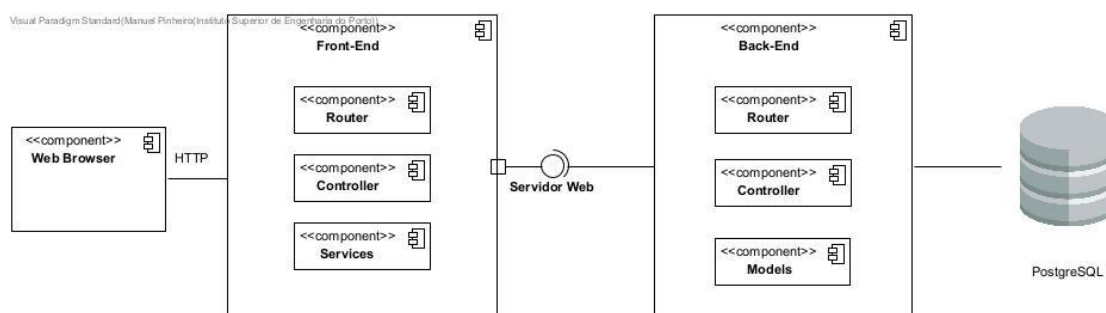 Visual Paradigm Standard(Manuel Pinheiro(Instituto Superior de Engenharia do Porto))
<<component>>
Front-End
<<component>>
Router
<<component>>
Controller
<<component>>
Services
<<component>>
Web Browser
HTTP
Servidor Web
<<component>>
Back-End
<<component>>
Router
<<component>>
Controller
<<component>>
Models
PostgreSQL